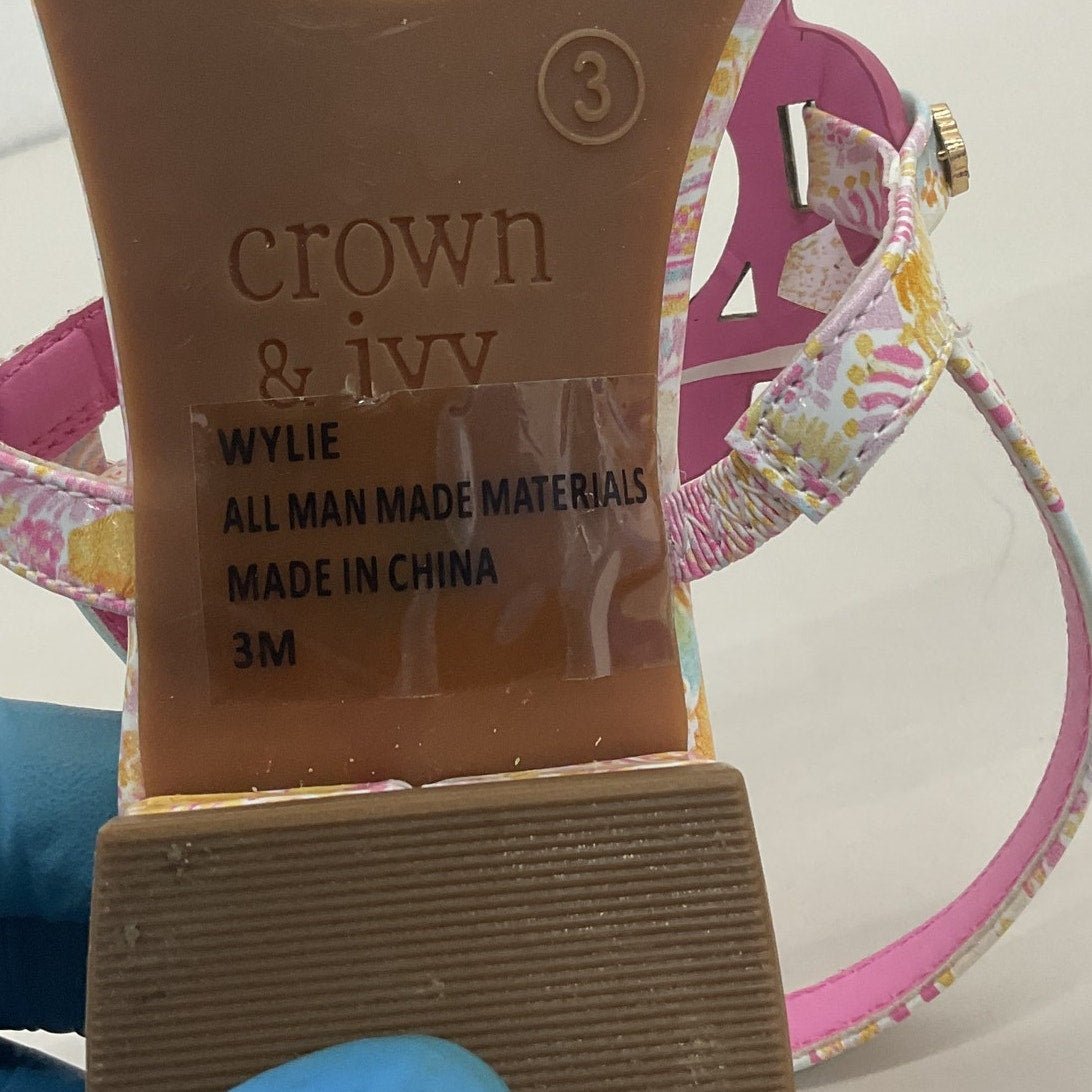 3
crown
& ivy
WYLIE
ALL MAN MADE MATERIALS
MADE IN CHINA
3M